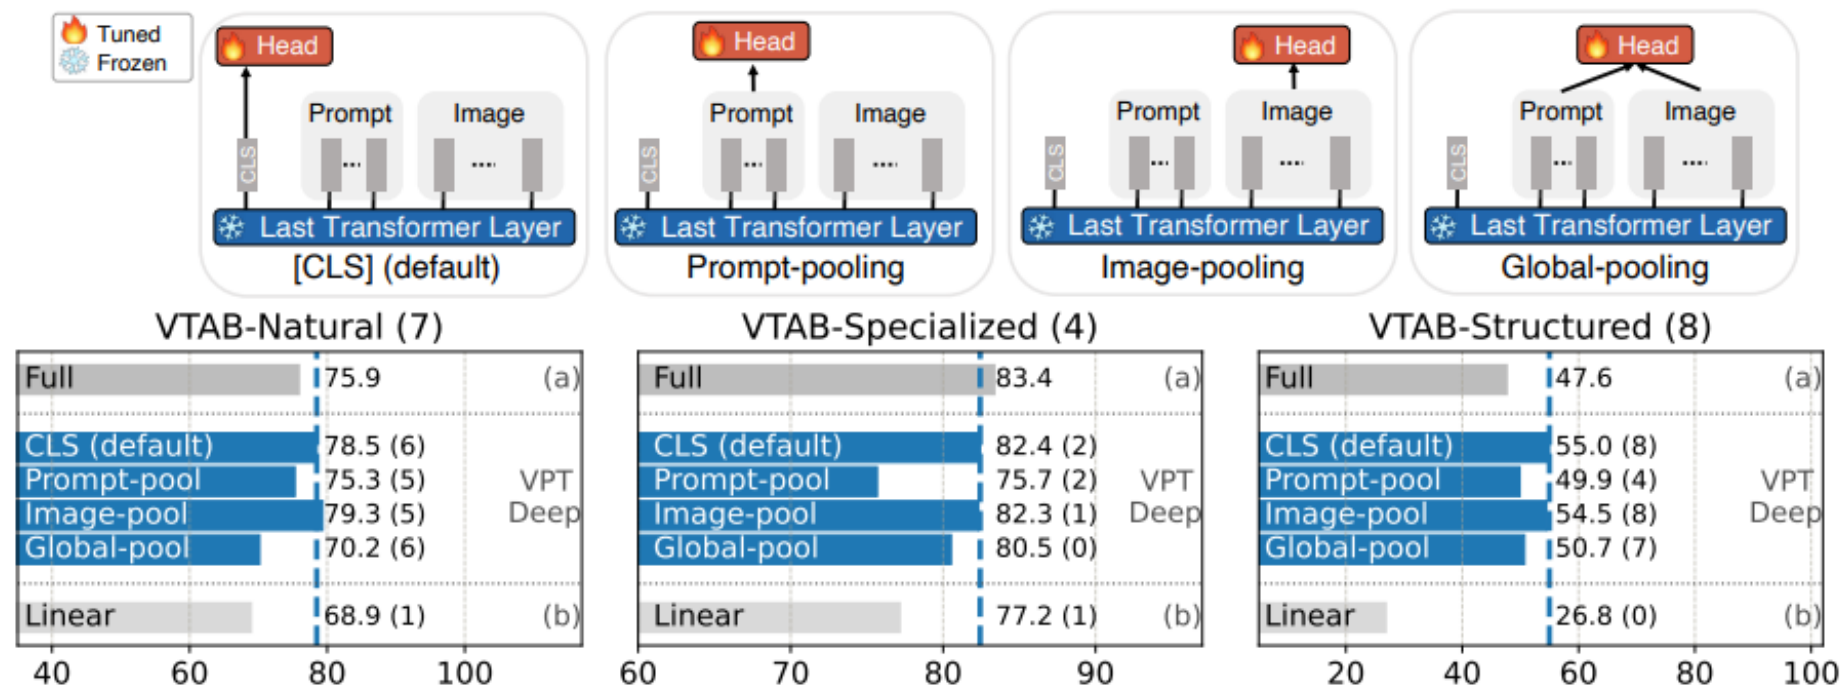 Tuned
Frozen
Head
Prompt Image
CLS
Last Transformer Layer
[CLS] (default)
Head
Prompt Image
CLS
Last Transformer Layer
Prompt-pooling
Head
Prompt Image
CLS
Last Transformer Layer
Image-pooling
Head
Prompt Image
CLS
Last Transformer Layer
Global-pooling
VTAB-Natural (7)
Full 75.9 (a)
CLS (default) 78.5 (6)
Prompt-pool 75.3 (5) VPT
Image-pool 79.3 (5) Deep
Global-pool 70.2 (6)
Linear 68.9 (1) (b)
40 60 80 100
VTAB-Specialized (4)
Full 83.4 (a)
CLS (default) 82.4 (2)
Prompt-pool 75.7 (2) VPT
Image-pool 82.3 (1) Deep
Global-pool 80.5 (0)
Linear 77.2 (1) (b)
60 70 80 90
VTAB-Structured (8)
Full 47.6 (a)
CLS (default) 55.0 (8)
Prompt-pool 49.9 (4) VPT
Image-pool 54.5 (8) Deep
Global-pool 50.7 (7)
Linear 26.8 (0) (b)
20 40 60 80 100